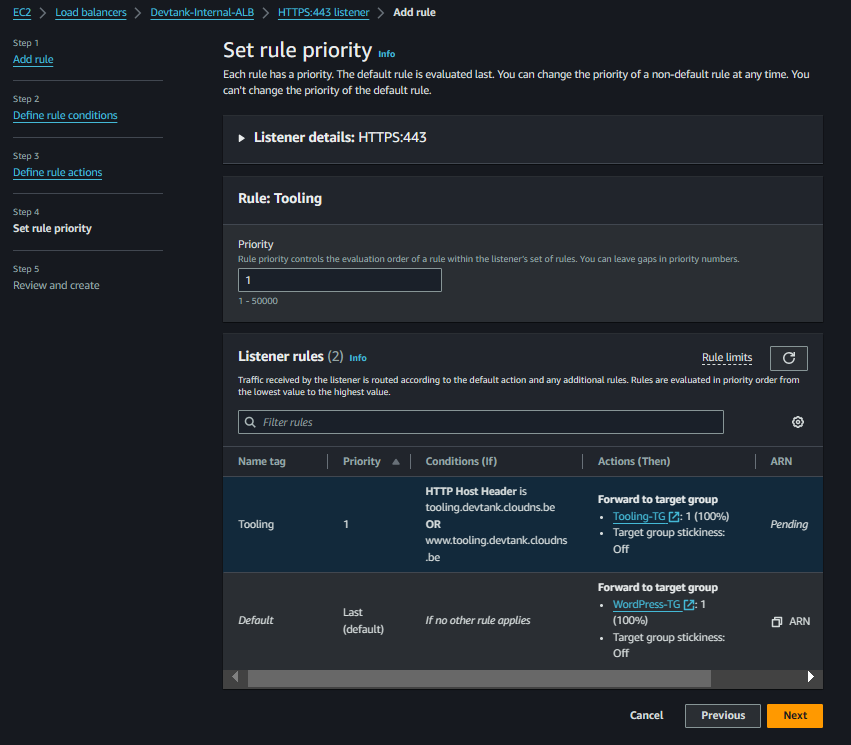 EC2 > Load balancers > Devtank-Internal-ALB > HTTPS:443 listener > Add rule
Step 1
Add rule
Step 2
Define rule conditions
Step 3
Define rule actions
Step 4
Set rule priority
Step 5
Review and create
Set rule priority Info
Each rule has a priority. The default rule is evaluated last. You can change the priority of a non-default rule at any time. You
can't change the priority of the default rule.
Listener details: HTTPS:443
Rule: Tooling
Priority
Rule priority controls the evaluation order of a rule within the listener's set of rules. You can leave gaps in priority numbers.
1
1 - 50000
Listener rules (2) Info
Rule limits
Traffic received by the listener is routed according to the default action and any additional rules. Rules are evaluated in priority order from
the lowest value to the highest value.
Filter rules
Name tag Priority Conditions (If) Actions (Then) ARN
Tooling
1
HTTP Host Header is
tooling.devtank.cloudns.be
OR
www.tooling.devtank.cloudns
.be
Forward to target group
• Tooling-TG: 1 (100%)
• Target group stickiness:
Off
Pending
Default
Last
(default)
If no other rule applies
Forward to target group
• WordPress-TG: 1
(100%)
• Target group stickiness:
Off
ARN
Cancel Previous Next